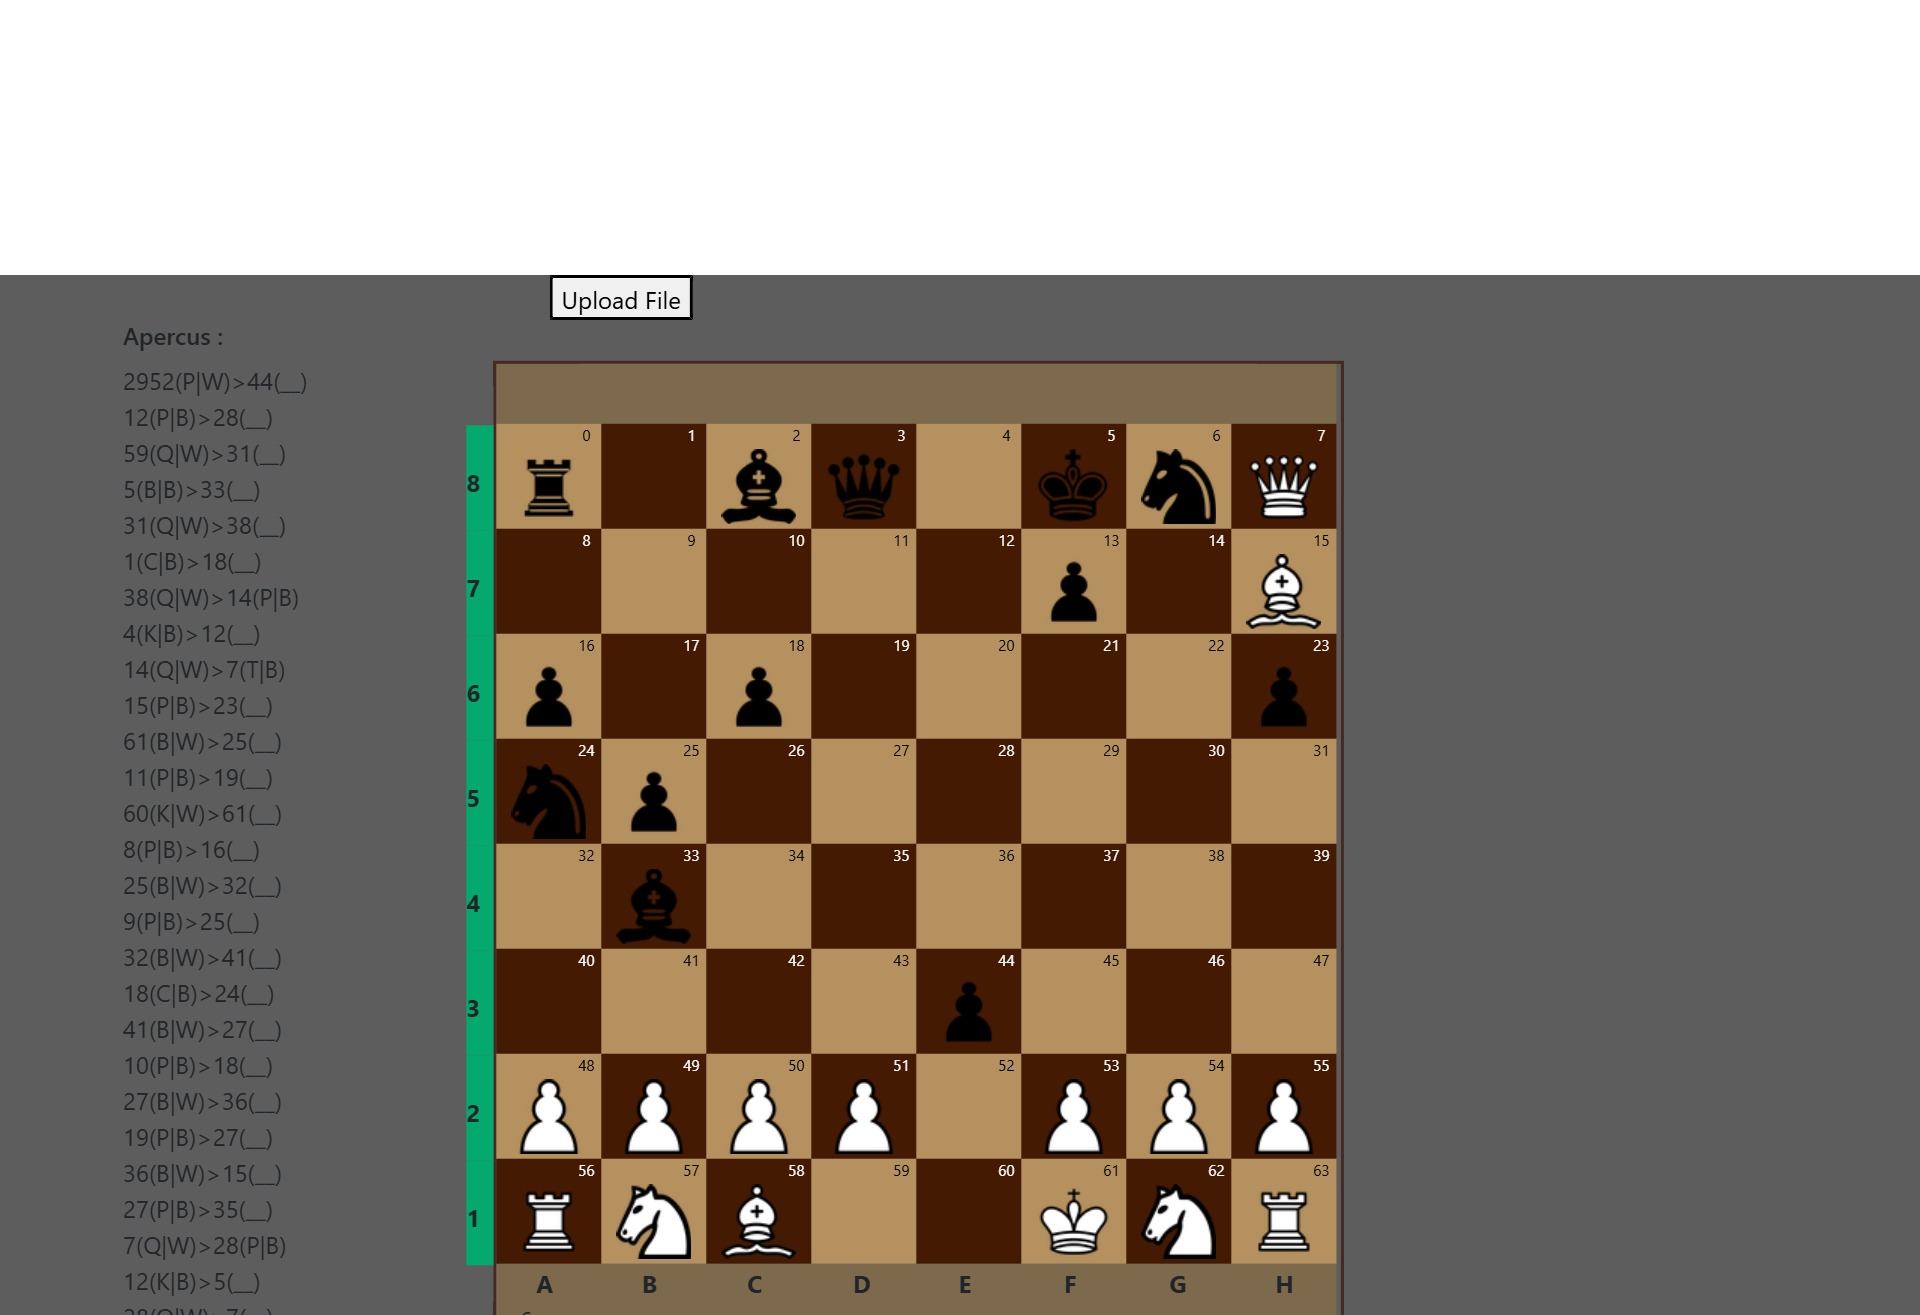 Upload File
Apercus :
2952(P|W)>44(__)
12(P|B)>28(__)
59(Q|W)>31(__)
5(B|B)>33(__)
31(Q|W)>38(__)
1(C|B)>18(__)
38(Q|W)>14(P|B)
4(K|B)>12(__)
14(Q|W)>7(T|B)
15(P|B)>23(__)
61(B|W)>25(__)
11(P|B)>19(__)
60(K|W)>61(__)
8(P|B)>16(__)
25(B|W)>32(__)
9(P|B)>25(__)
32(B|W)>41(__)
18(C|B)>24(__)
41(B|W)>27(__)
10(P|B)>18(__)
27(B|W)>36(__)
19(P|B)>27(__)
36(B|W)>15(__)
27(P|B)>35(__)
7(Q|W)>28(P|B)
12(K|B)>5(__)
28(Q|W)>7(__)
0 1 2 3 4 5 6 7
8
8 9 10 11 12 13 14 15
7
16 17 18 19 20 21 22 23
6
24 25 26 27 28 29 30 31
5
32 33 34 35 36 37 38 39
4
40 41 42 43 44 45 46 47
3
48 49 50 51 52 53 54 55
2
56 57 58 59 60 61 62 63
1
A B C D E F G H